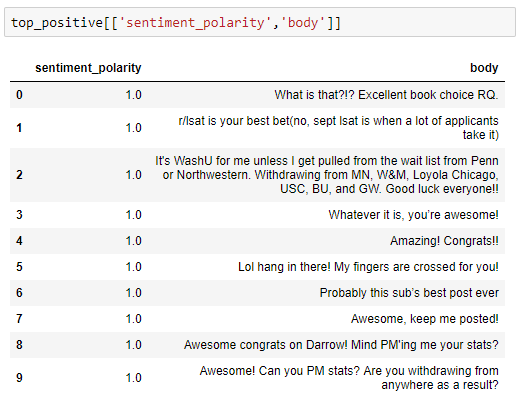 top_positive[['sentiment_polarity','body']]
sentiment_polarity body
0 1.0 What is that?!? Excellent book choice RQ.
1 1.0 r/lsat is your best bet(no, sept lsat is when a lot of applicants
take it)
2 1.0 It's WashU for me unless I get pulled from the wait list from Penn
or Northwestern. Withdrawing from MN, W&M, Loyola Chicago,
USC, BU, and GW. Good luck everyone!!
3 1.0 Whatever it is, you’re awesome!
4 1.0 Amazing! Congrats!!
5 1.0 Lol hang in there! My fingers are crossed for you!
6 1.0 Probably this sub’s best post ever
7 1.0 Awesome, keep me posted!
8 1.0 Awesome congrats on Darrow! Mind PM'ing me your stats?
9 1.0 Awesome! Can you PM stats? Are you withdrawing from
anywhere as a result?